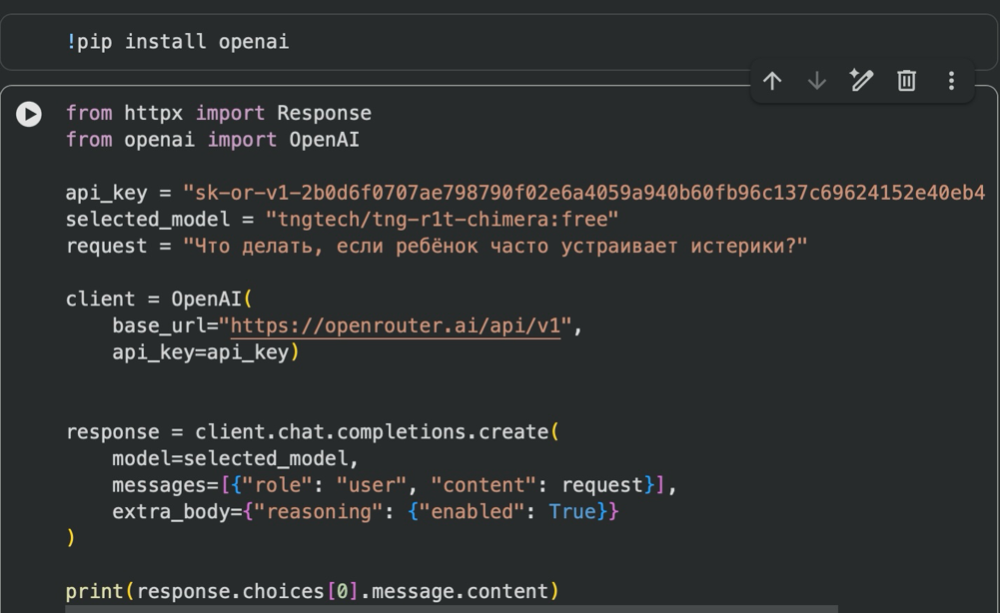 !pip install openai
from httpx import Response
from openai import OpenAI
api_key = "sk-or-v1-2b0d6f0707ae798790f02e6a4059a940b60fb96c137c69624152e40eb4
selected_model = "tngtech/tng-r1t-chimera:free"
request = "Что делать, если ребёнок часто устраивает истерики?"
client = OpenAI(
base_url="https://openrouter.ai/api/v1",
api_key=api_key)
response = client.chat.completions.create(
model=selected_model,
messages=[{"role": "user", "content": request}],
extra_body={"reasoning": {"enabled": True}}
)
print(response.choices[0].message.content)